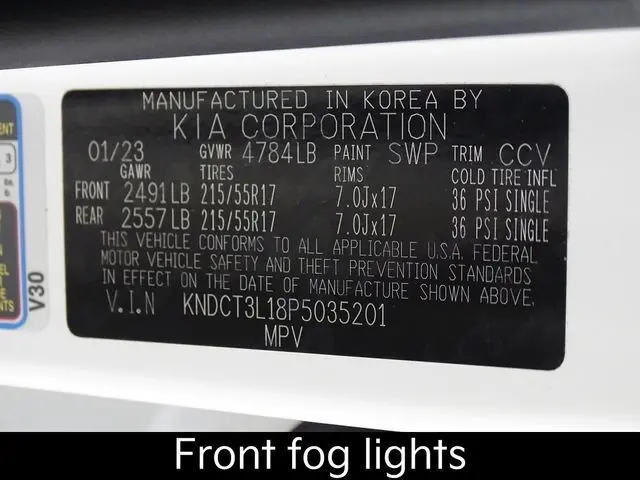 MANUFACTURED IN KOREA BY
KIA CORPORATION
01/23 GVWR 4784LB PAINT SWP TRIM CCV
GAWR TIRES RIMS COLD TIRE INFL
FRONT 2491LB 215/55R17 7.0Jx17 36 PSI SINGLE
REAR 2557LB 215/55R17 7.0Jx17 36 PSI SINGLE
THIS VEHICLE CONFORMS TO ALL APPLICABLE U.S.A. FEDERAL
MOTOR VEHICLE SAFETY AND THEFT PREVENTION STANDARDS
IN EFFECT ON THE DATE OF MANUFACTURE SHOWN ABOVE.
V.I.N KNDCT3L18P5035201
MPV
V30
Front fog lights